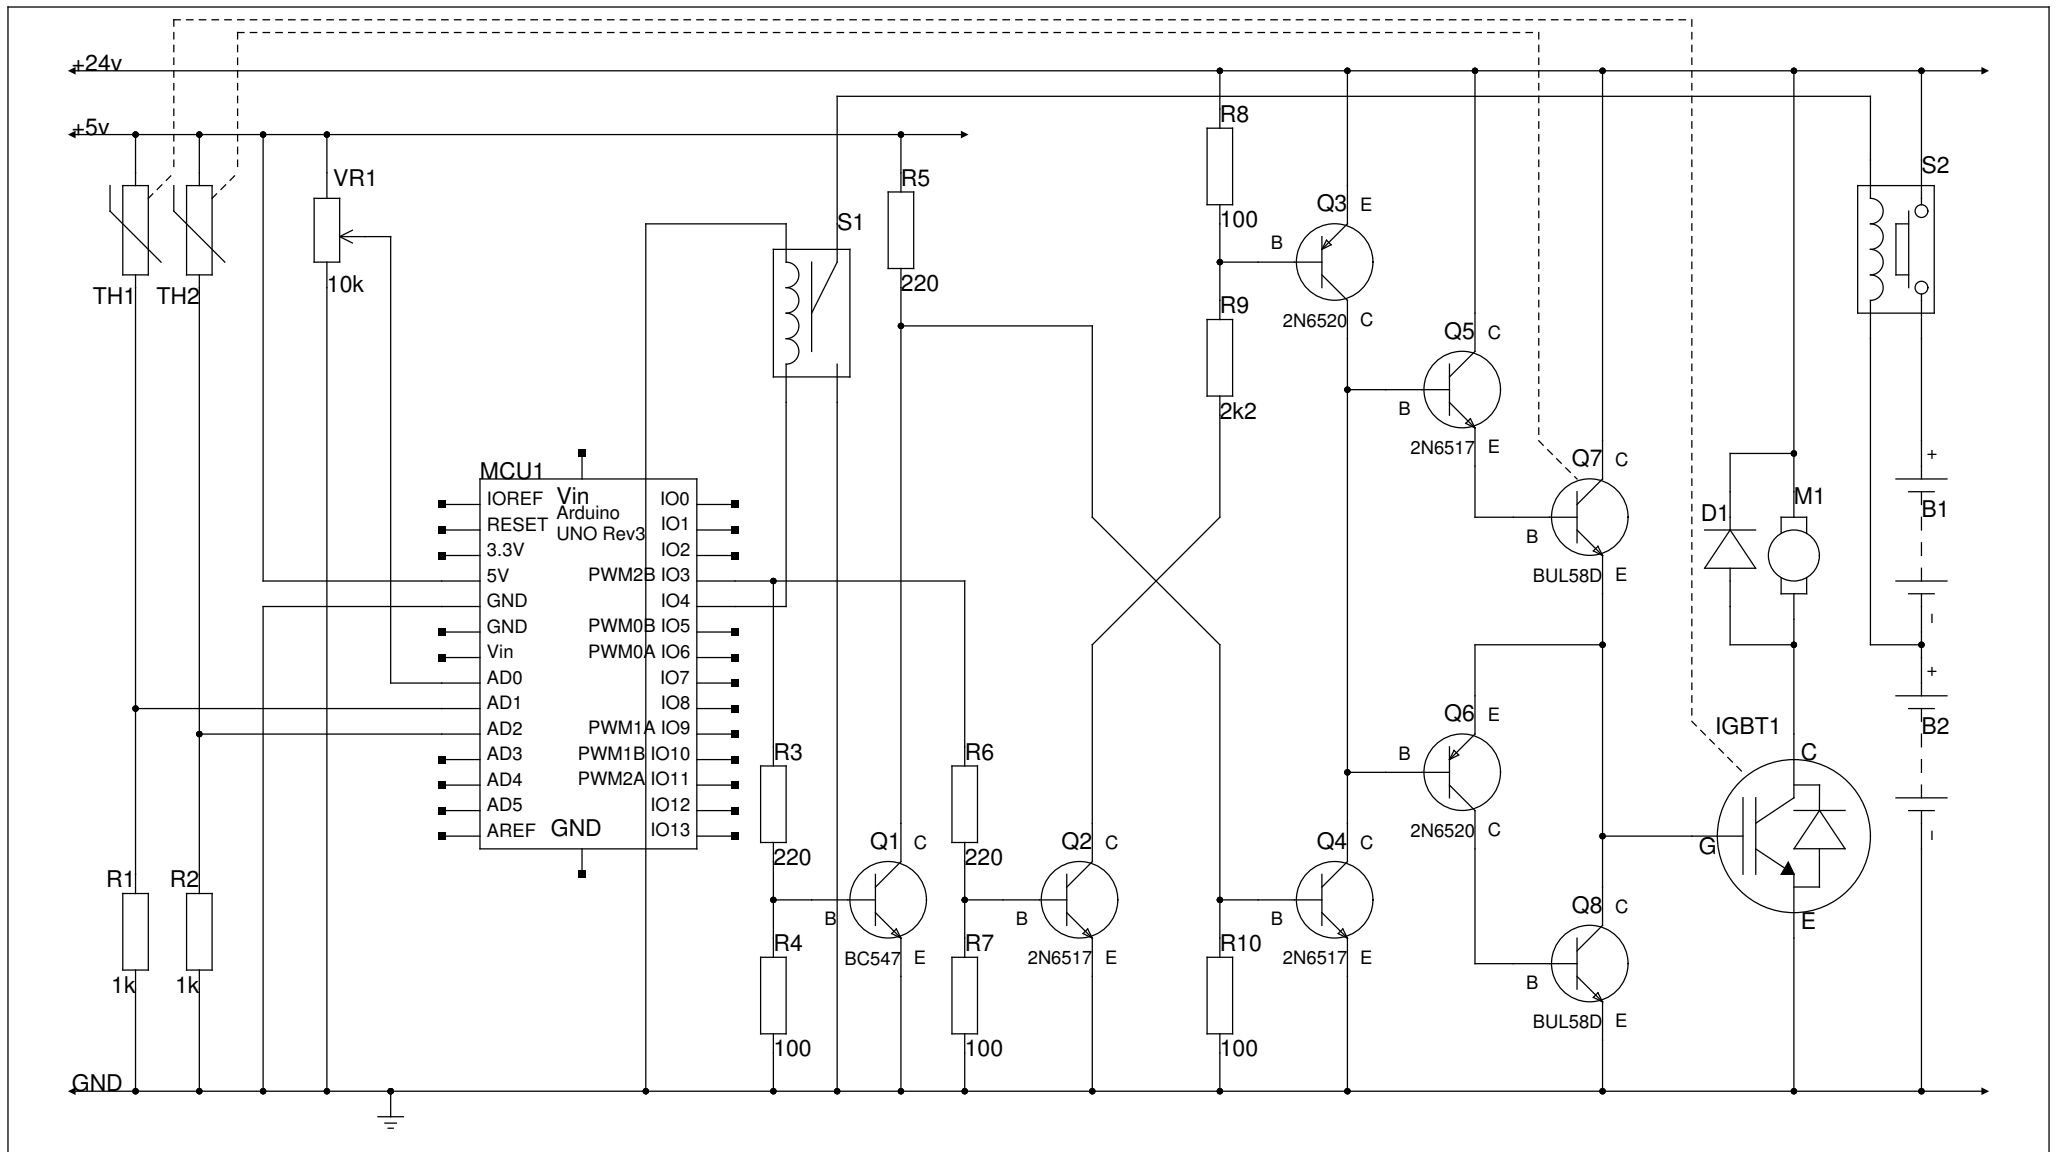 +24v
+5v
VR1
10k
TH1
TH2
R1
1k
R2
1k
GND
MCU1
Vin
Arduino
UNO Rev3
IOREF
RESET
3.3V
5V
GND
GND
Vin
AD0
AD1
AD2
AD3
AD4
AD5
AREF
GND
IO0
IO1
IO2
PWM2B IO3
IO4
PWM0B IO5
PWM0A IO6
IO7
IO8
PWM1A IO9
PWM1B IO10
PWM2A IO11
IO12
IO13
S1
R5
220
R3
220
R4
100
Q1 C
B
BC547 E
R6
220
R7
100
Q2 C
B
2N6517 E
R8
100
R9
2k2
R10
100
Q3 E
B
2N6520 C
Q4 C
B
2N6517 E
Q5 C
B
2N6517 E
Q6 E
B
2N6520 C
Q7 C
B
BUL58D E
Q8 C
B
BUL58D E
D1
M1
IGBT1
C
G
E
S2
+
B1
-
+
B2
-